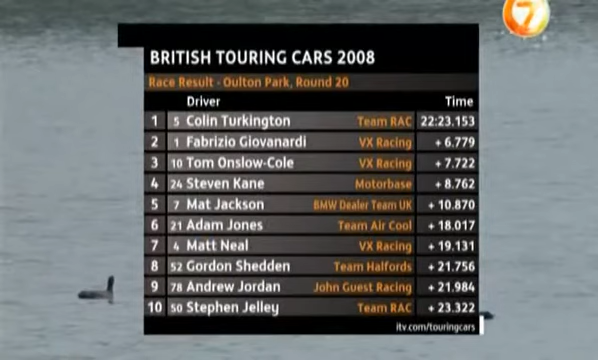 7
BRITISH TOURING CARS 2008
Race Result - Oulton Park, Round 20
Driver Time
1 5 Colin Turkington Team RAC 22:23.153
2 1 Fabrizio Giovanardi VX Racing + 6.779
3 10 Tom Onslow-Cole VX Racing + 7.722
4 24 Steven Kane Motorbase + 8.762
5 7 Mat Jackson BMW Dealer Team UK + 10.870
6 21 Adam Jones Team Air Cool + 18.017
7 4 Matt Neal VX Racing + 19.131
8 52 Gordon Shedden Team Halfords + 21.756
9 78 Andrew Jordan John Guest Racing + 21.984
10 50 Stephen Jelley Team RAC + 23.322
itv.com/touringcars